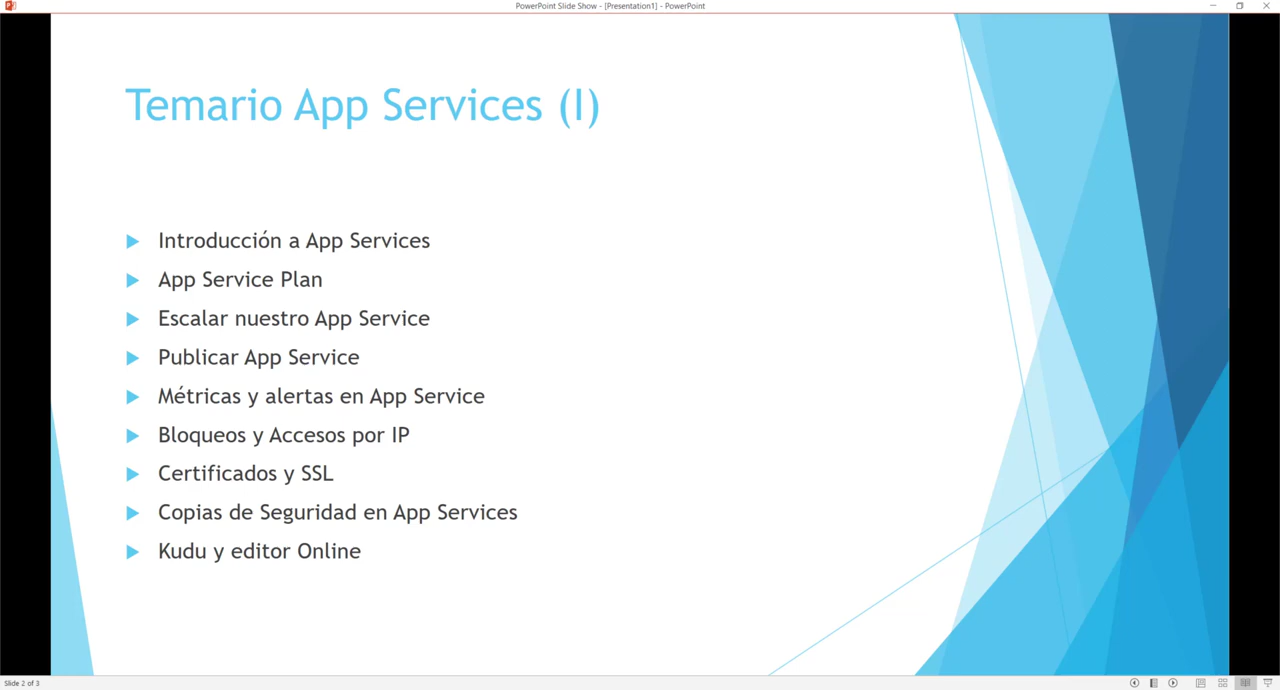 PowerPoint Slide Show - [Presentation1] - PowerPoint
Temario App Services (I)
Introducción a App Services
App Service Plan
Escalar nuestro App Service
Publicar App Service
Métricas y alertas en App Service
Bloqueos y Accesos por IP
Certificados y SSL
Copias de Seguridad en App Services
Kudu y editor Online
Slide 2 of 3